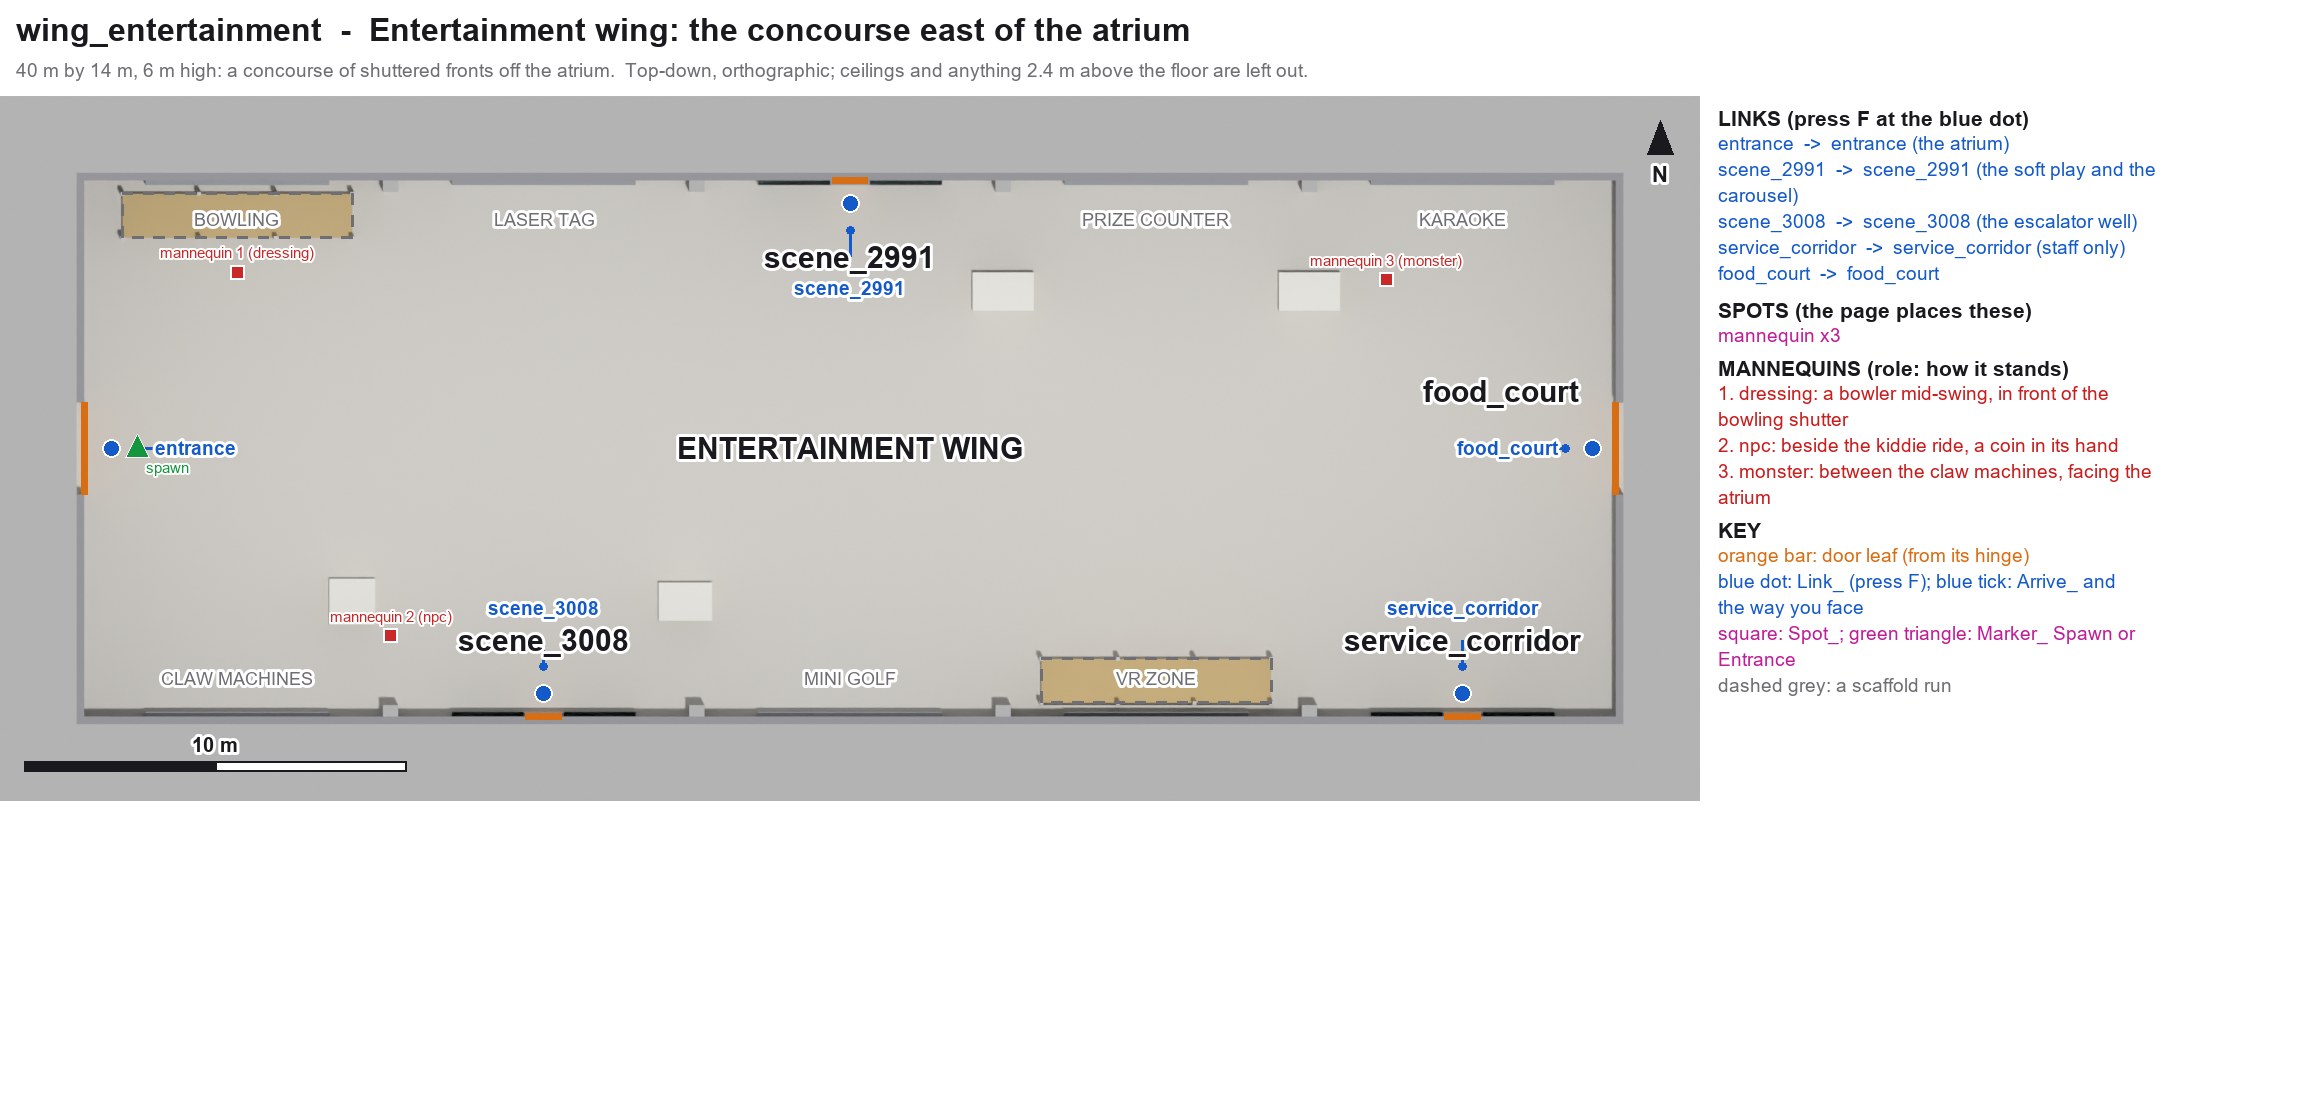 wing_entertainment  -  Entertainment wing: the concourse east of the atrium
40 m by 14 m, 6 m high: a concourse of shuttered fronts off the atrium.  Top-down, orthographic; ceilings and anything 2.4 m above the floor are left out.
N
BOWLING
LASER TAG
PRIZE COUNTER
KARAOKE
mannequin 1 (dressing)
scene_2991
scene_2991
mannequin 3 (monster)
food_court
entrance
spawn
ENTERTAINMENT WING
food_court
mannequin 2 (npc)
scene_3008
scene_3008
service_corridor
service_corridor
CLAW MACHINES
MINI GOLF
VR ZONE
10 m
LINKS (press F at the blue dot)
entrance  ->  entrance (the atrium)
scene_2991  ->  scene_2991 (the soft play and the
carousel)
scene_3008  ->  scene_3008 (the escalator well)
service_corridor  ->  service_corridor (staff only)
food_court  ->  food_court
SPOTS (the page places these)
mannequin x3
MANNEQUINS (role: how it stands)
1. dressing: a bowler mid-swing, in front of the
bowling shutter
2. npc: beside the kiddie ride, a coin in its hand
3. monster: between the claw machines, facing the
atrium
KEY
orange bar: door leaf (from its hinge)
blue dot: Link_ (press F); blue tick: Arrive_ and
the way you face
square: Spot_; green triangle: Marker_ Spawn or
Entrance
dashed grey: a scaffold run